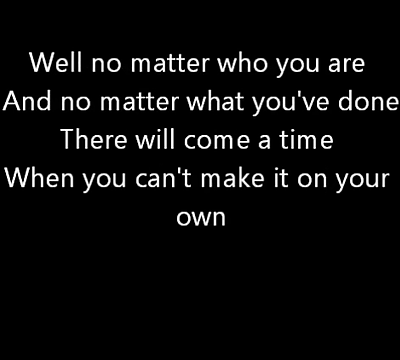 Well no matter who you are
And no matter what you've done
There will come a time
When you can't make it on your
own